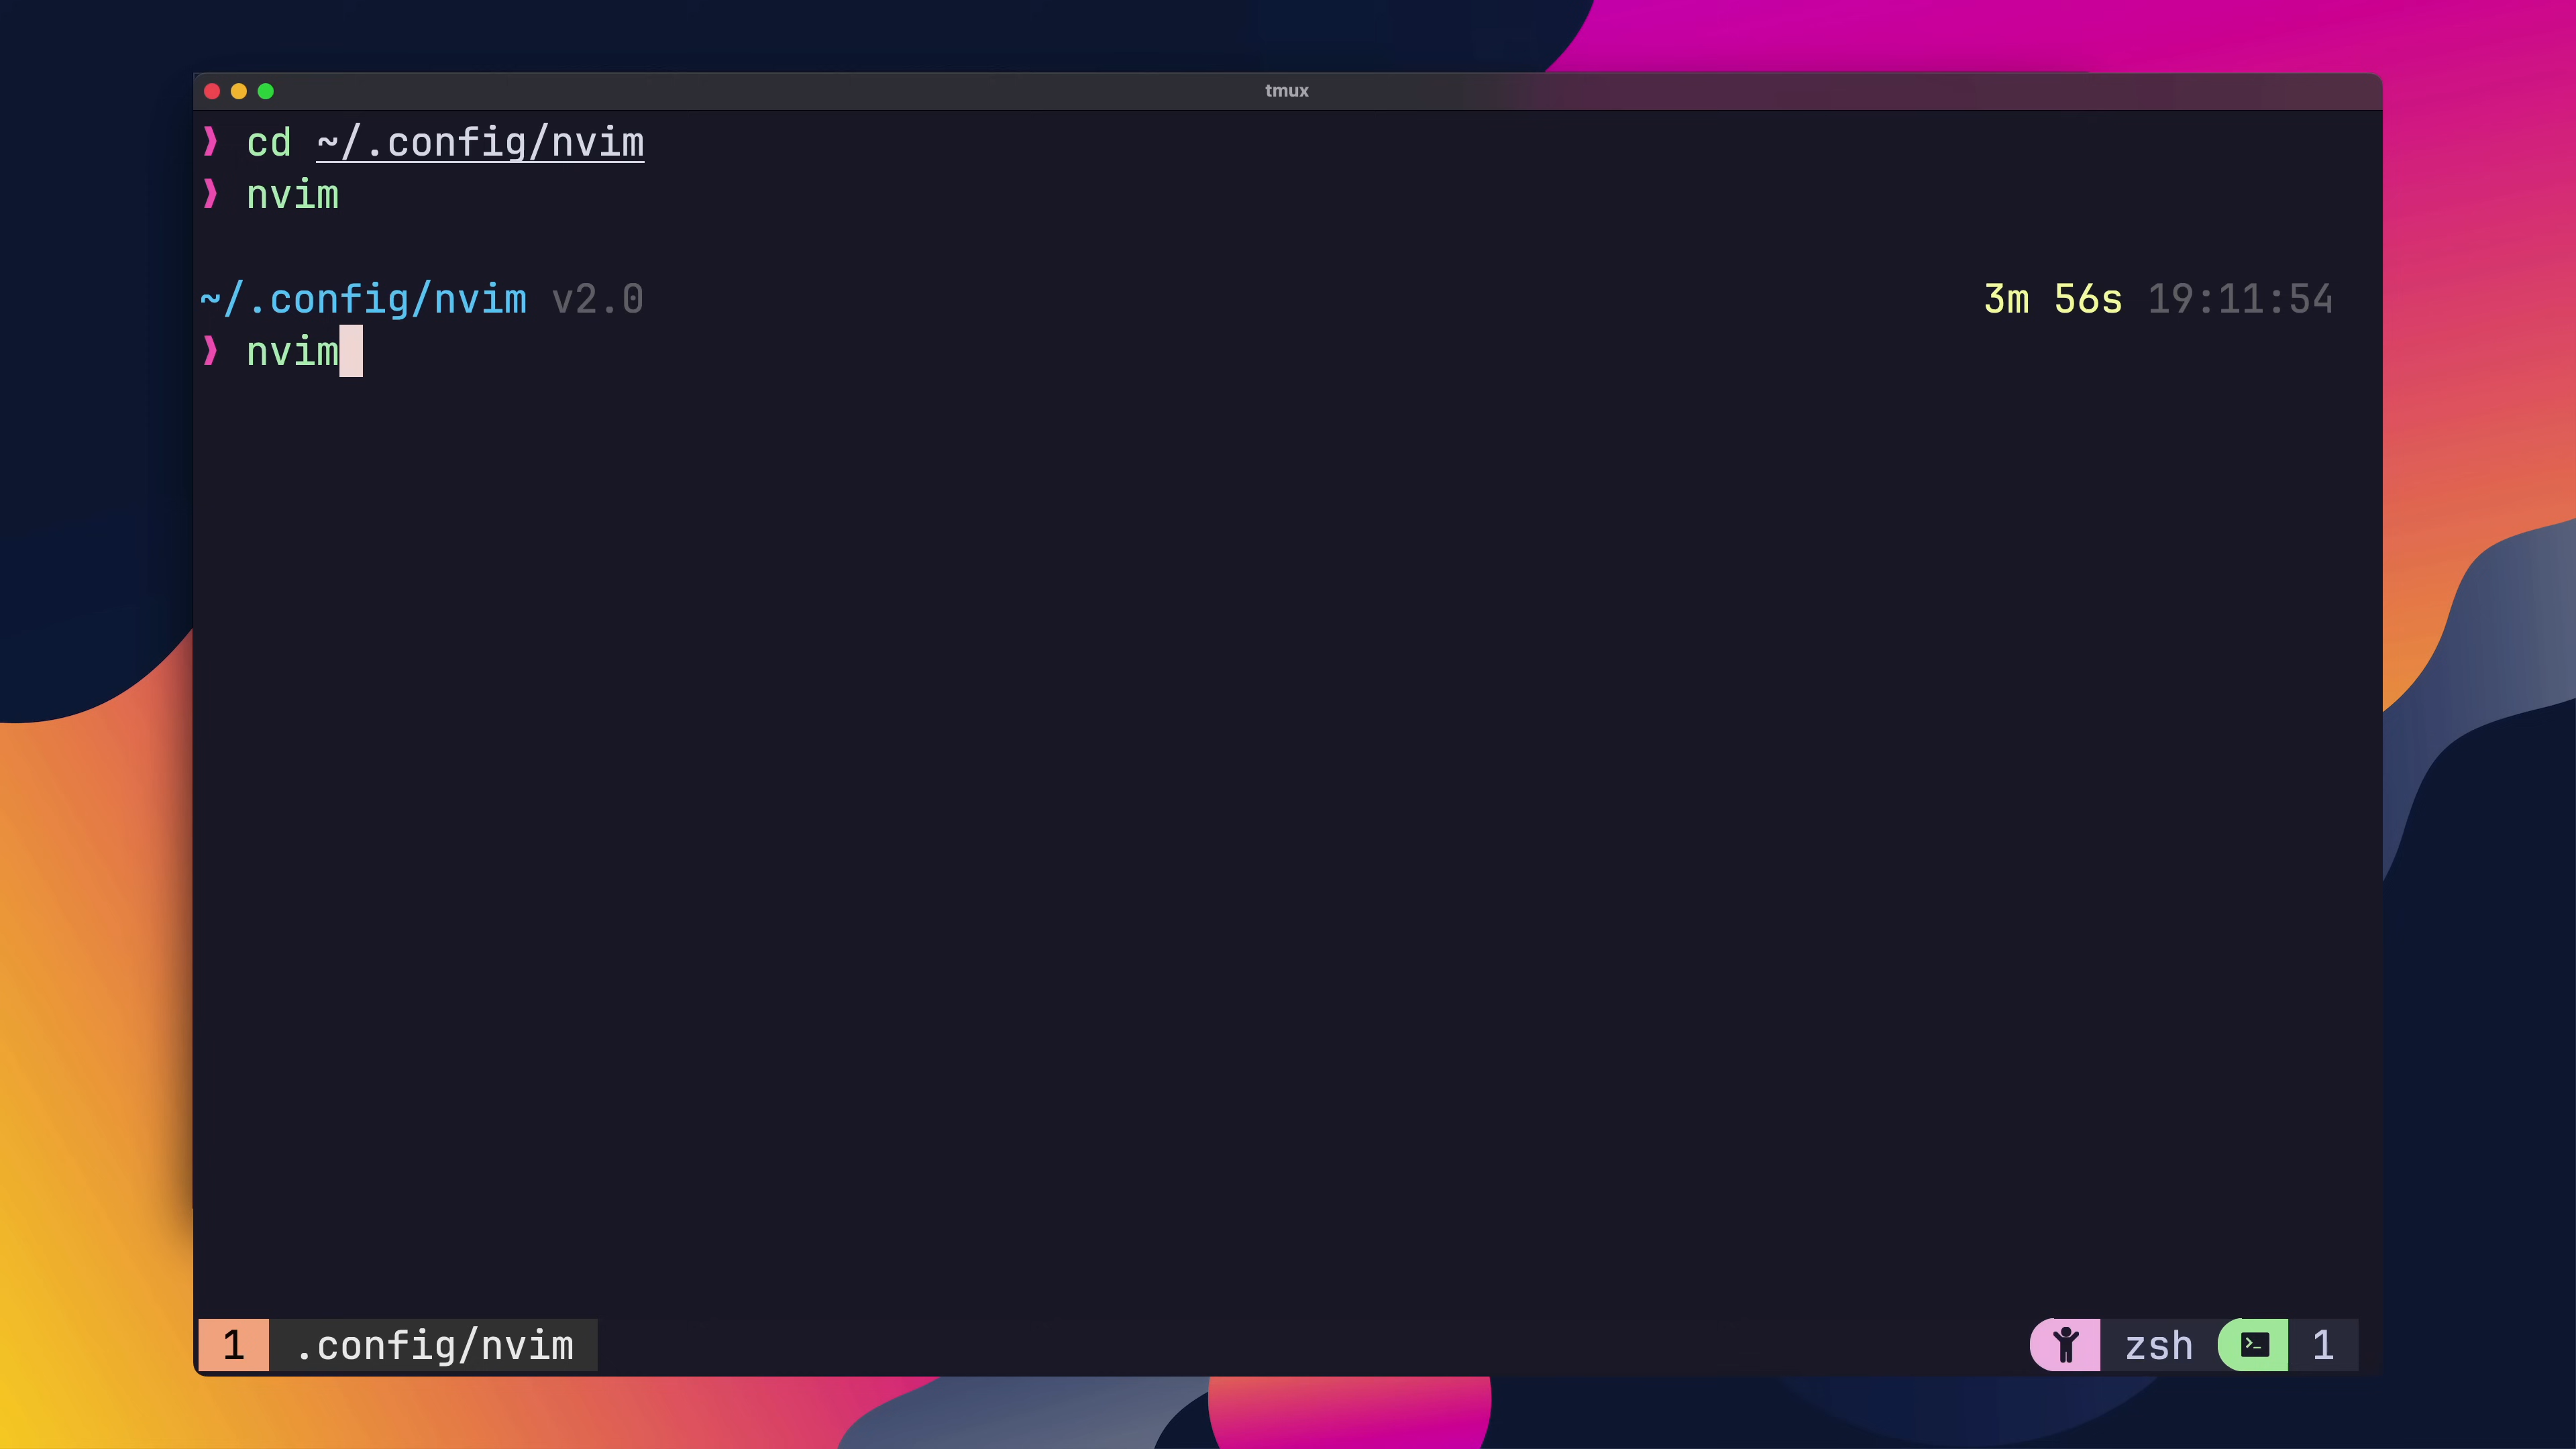 tmux
❯ cd ~/.config/nvim
❯ nvim
~/.config/nvim v2.0 3m 56s 19:11:54
❯ nvim
1 .config/nvim zsh 1